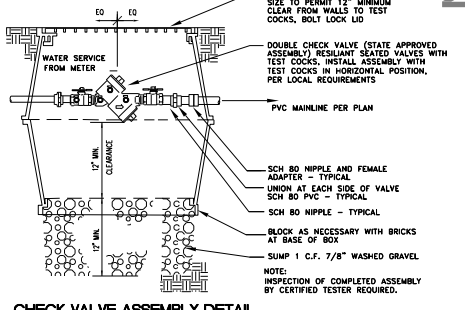 EQ EQ
SIZE TO PERMIT 12" MINIMUM
CLEAR FROM WALLS TO TEST
COCKS, BOLT LOCK LID
WATER SERVICE
FROM METER
DOUBLE CHECK VALVE (STATE APPROVED
ASSEMBLY) RESILIANT SEATED VALVES WITH
TEST COCKS. INSTALL ASSEMBLY WITH
TEST COCKS IN HORIZONTAL POSITION,
PER LOCAL REQUIREMENTS
PVC MAINLINE PER PLAN
12" MIN.
CLEARANCE
SCH 80 NIPPLE AND FEMALE
ADAPTER – TYPICAL
UNION AT EACH SIDE OF VALVE
SCH 80 PVC – TYPICAL
SCH 80 NIPPLE – TYPICAL
BLOCK AS NECESSARY WITH BRICKS
AT BASE OF BOX
12" MIN.
SUMP 1 C.F. 7/8" WASHED GRAVEL
NOTE:
INSPECTION OF COMPLETED ASSEMBLY
BY CERTIFIED TESTER REQUIRED.
CHECK VALVE ASSEMBLY DETAIL